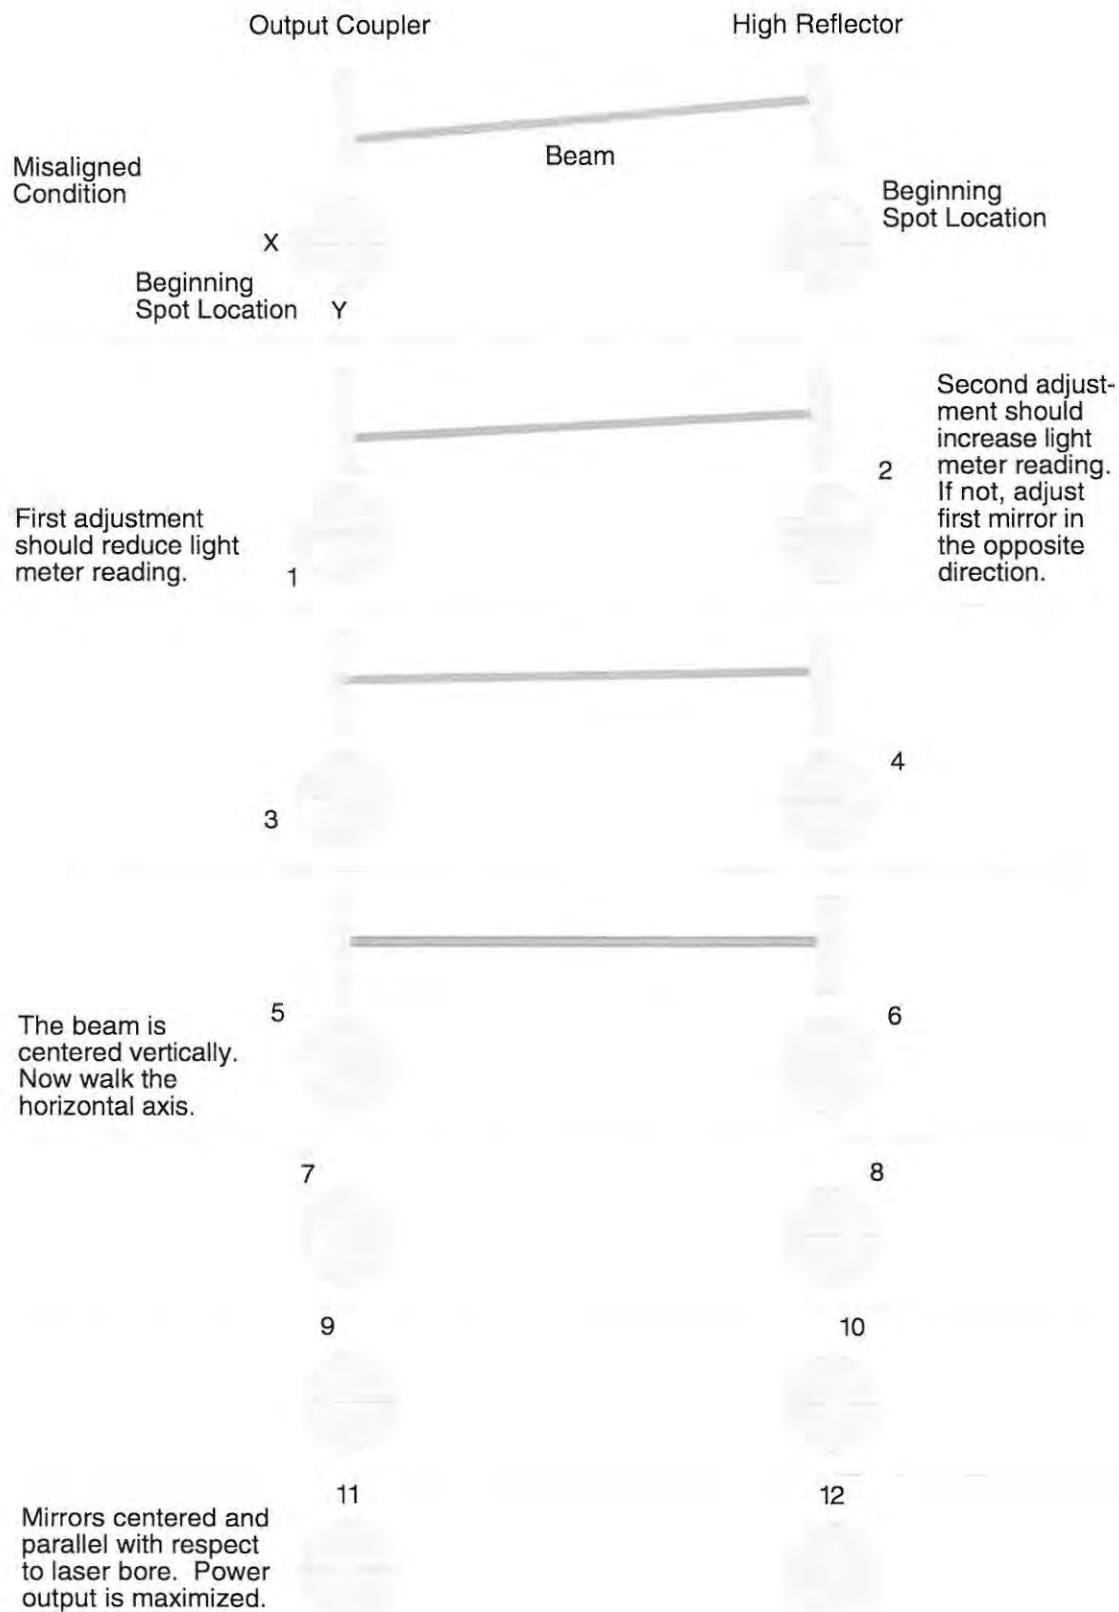 Output Coupler
High Reflector
Beam
Misaligned
Condition
Beginning
Spot Location
X
Beginning
Spot Location
Y
Second adjust-
ment should
increase light
meter reading.
If not, adjust
first mirror in
the opposite
direction.
2
First adjustment
should reduce light
meter reading.
1
4
3
5
6
The beam is
centered vertically.
Now walk the
horizontal axis.
7
8
9
10
11
12
Mirrors centered and
parallel with respect
to laser bore. Power
output is maximized.